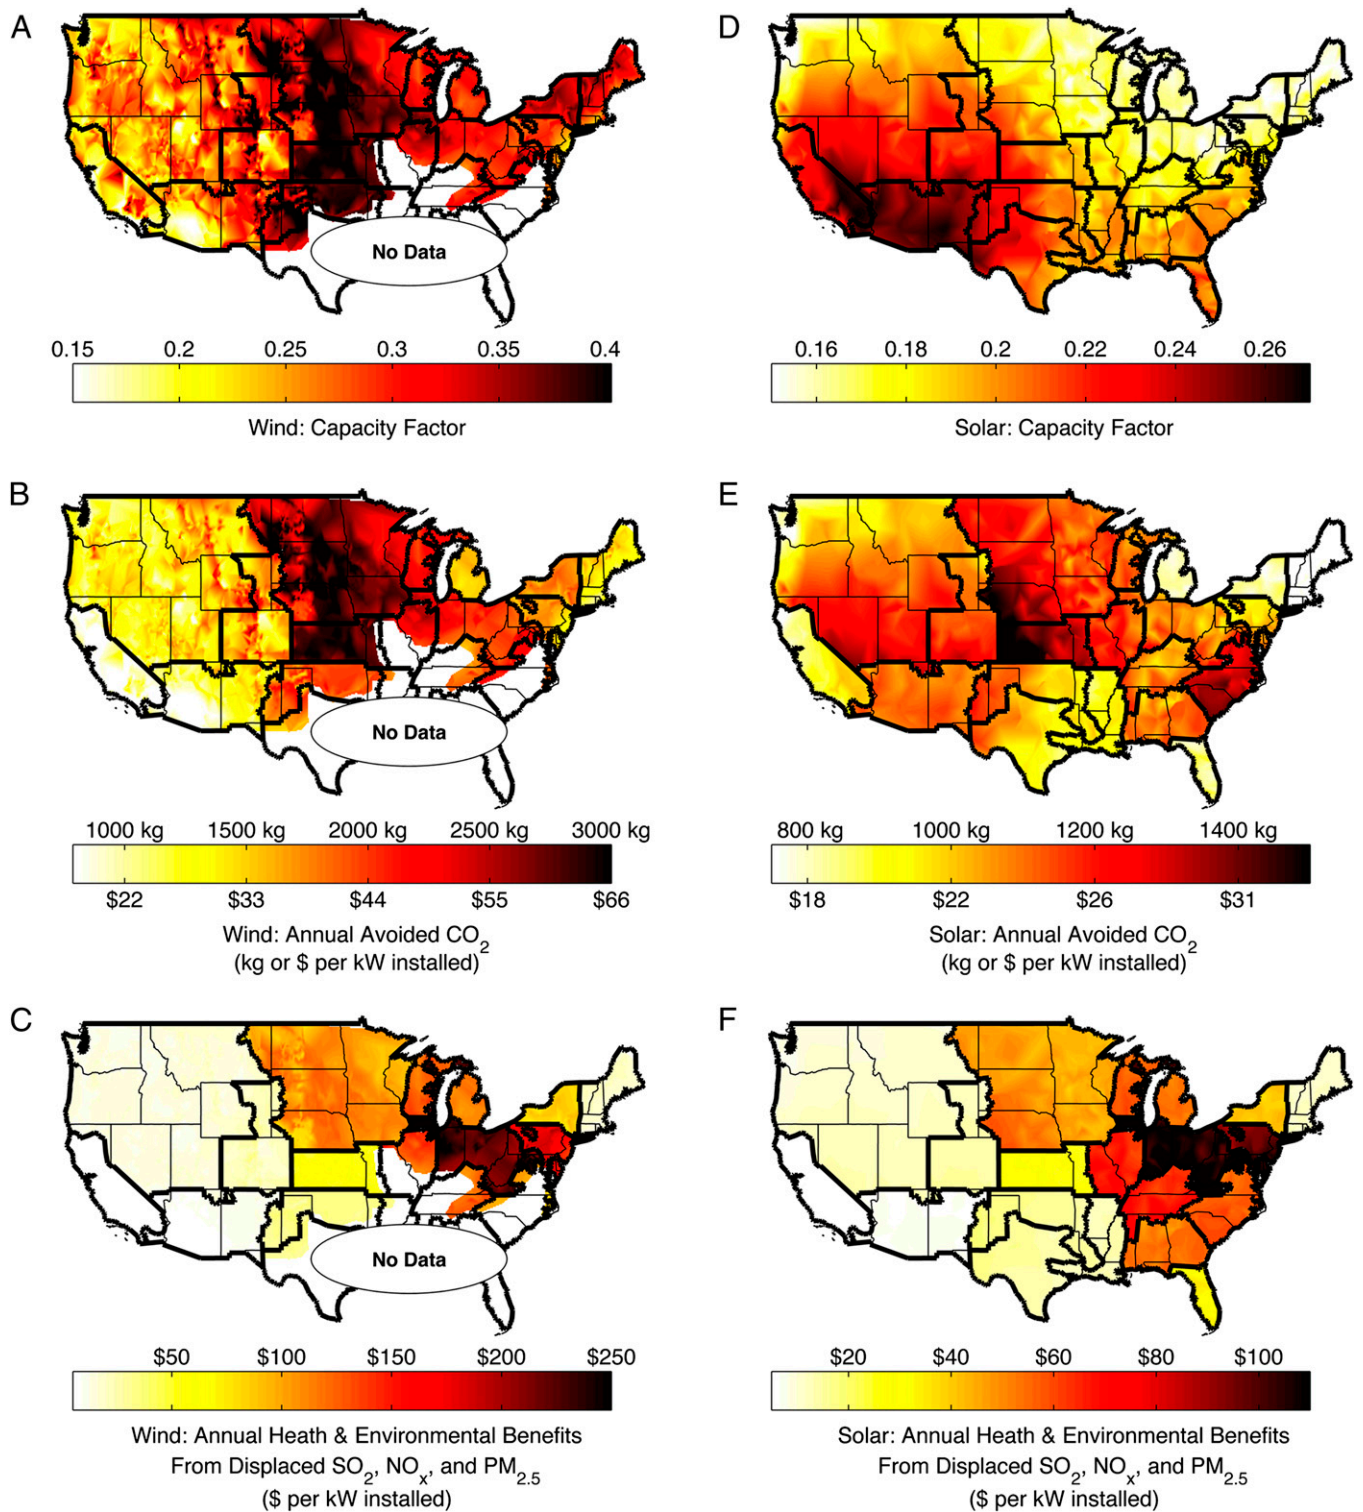 A
No Data
0.15 0.2 0.25 0.3 0.35 0.4
Wind: Capacity Factor
D
0.16 0.18 0.2 0.22 0.24 0.26
Solar: Capacity Factor
B
No Data
1000 kg 1500 kg 2000 kg 2500 kg 3000 kg
$22 $33 $44 $55 $66
Wind: Annual Avoided CO2
(kg or $ per kW installed)
E
800 kg 1000 kg 1200 kg 1400 kg
$18 $22 $26 $31
Solar: Annual Avoided CO2
(kg or $ per kW installed)
C
No Data
$50 $100 $150 $200 $250
Wind: Annual Heath & Environmental Benefits
From Displaced SO2, NOx, and PM2.5
($ per kW installed)
F
$20 $40 $60 $80 $100
Solar: Annual Heath & Environmental Benefits
From Displaced SO2, NOx, and PM2.5
($ per kW installed)